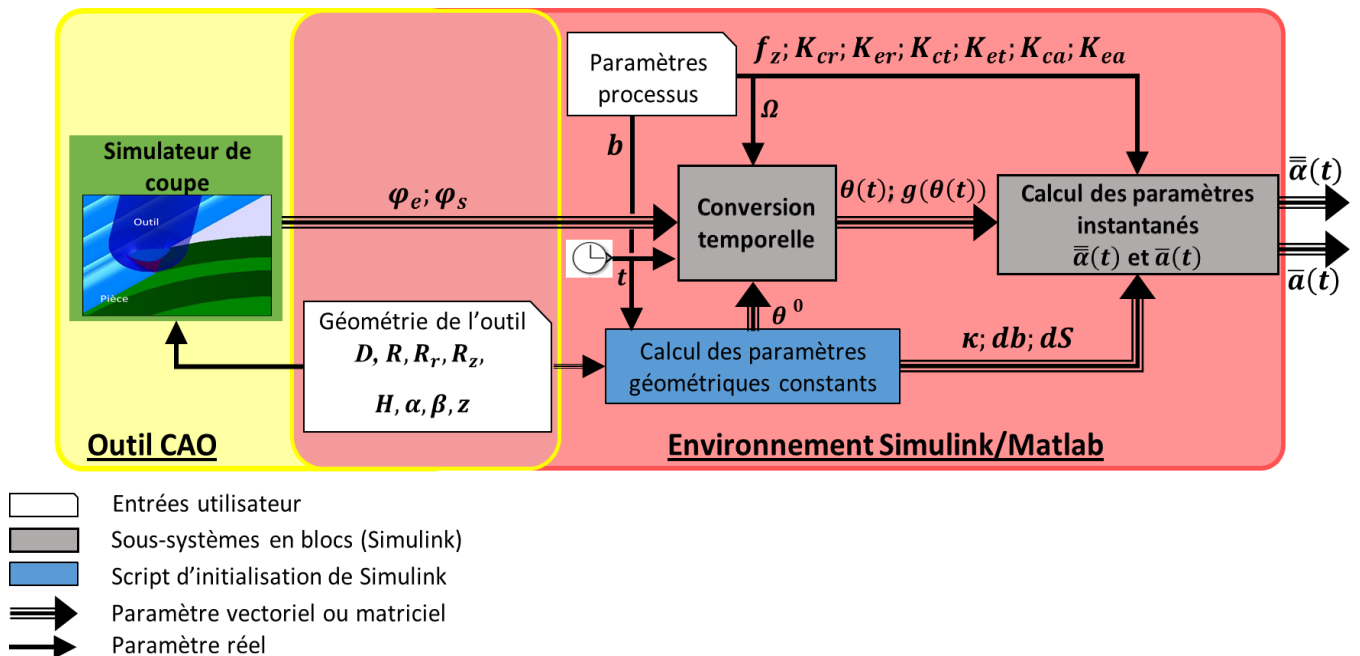 Paramètres
processus
f_z; K_cr; K_er; K_ct; K_et; K_ca; K_ea
Ω
b
Simulateur de
coupe
Outil
Pièce
φ_e; φ_s
t
Conversion
temporelle
θ(t); g(θ(t))
Calcul des paramètres
instantanés
α̿(t) et a̅(t)
α̿(t)
a̅(t)
θ⁰
Géométrie de l'outil
D, R, R_r, R_z,
H, α, β, z
Calcul des paramètres
géométriques constants
κ; db; dS
Outil CAO
Environnement Simulink/Matlab
Entrées utilisateur
Sous-systèmes en blocs (Simulink)
Script d'initialisation de Simulink
Paramètre vectoriel ou matriciel
Paramètre réel